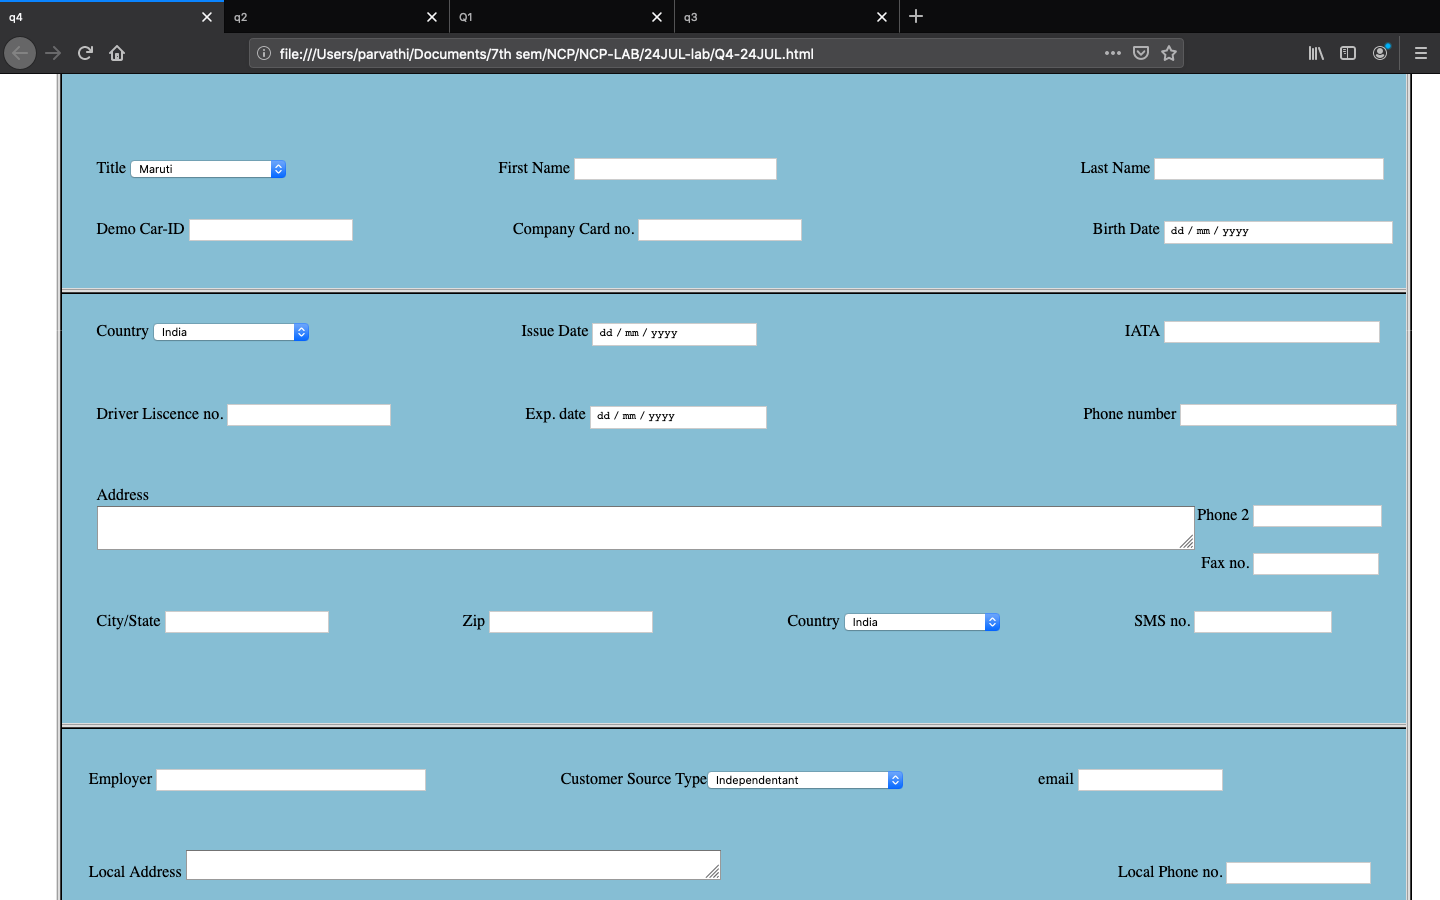 q4 q2 Q1 q3
file:///Users/parvathi/Documents/7th sem/NCP/NCP-LAB/24JUL-lab/Q4-24JUL.html
Title Maruti First Name Last Name
Demo Car-ID Company Card no. Birth Date dd / mm / yyyy
Country India Issue Date dd / mm / yyyy IATA
Driver Liscence no. Exp. date dd / mm / yyyy Phone number
Address
Phone 2
Fax no.
City/State Zip Country India SMS no.
Employer Customer Source Type Independentant email
Local Address Local Phone no.